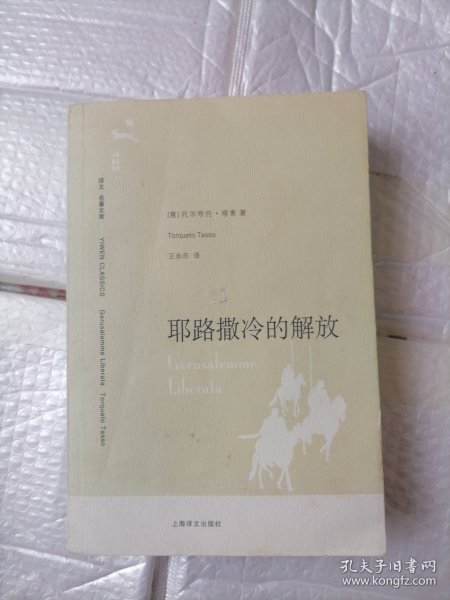 122
译文 名著文库 YIWEN CLASSICS Gerusalemme Liberata Torquato Tasso
[意]托尔夸托·塔索 著
Torquato Tasso
王永年 译
耶路撒冷的解放
Gerusalemme
Liberata
上海译文出版社
孔夫子旧书网
www.kongfz.com